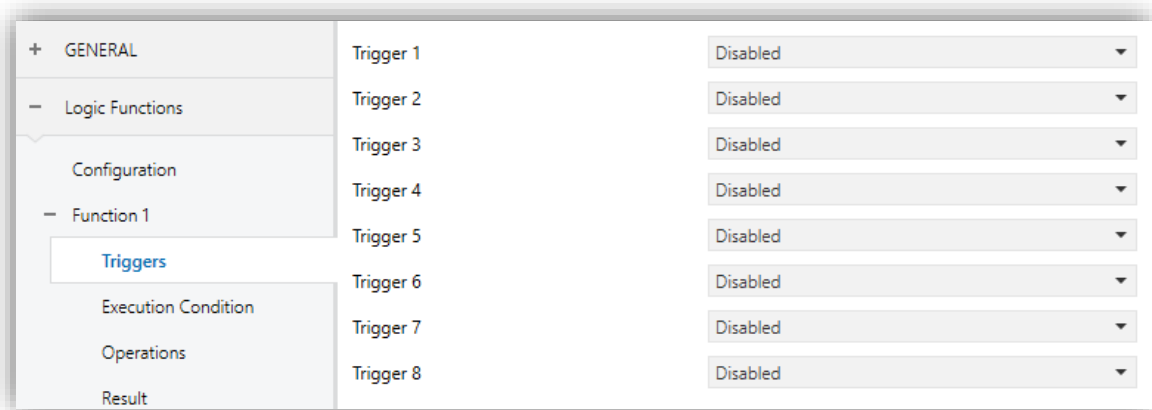 + GENERAL
− Logic Functions
Configuration
− Function 1
Triggers
Execution Condition
Operations
Result
Trigger 1 Disabled
Trigger 2 Disabled
Trigger 3 Disabled
Trigger 4 Disabled
Trigger 5 Disabled
Trigger 6 Disabled
Trigger 7 Disabled
Trigger 8 Disabled